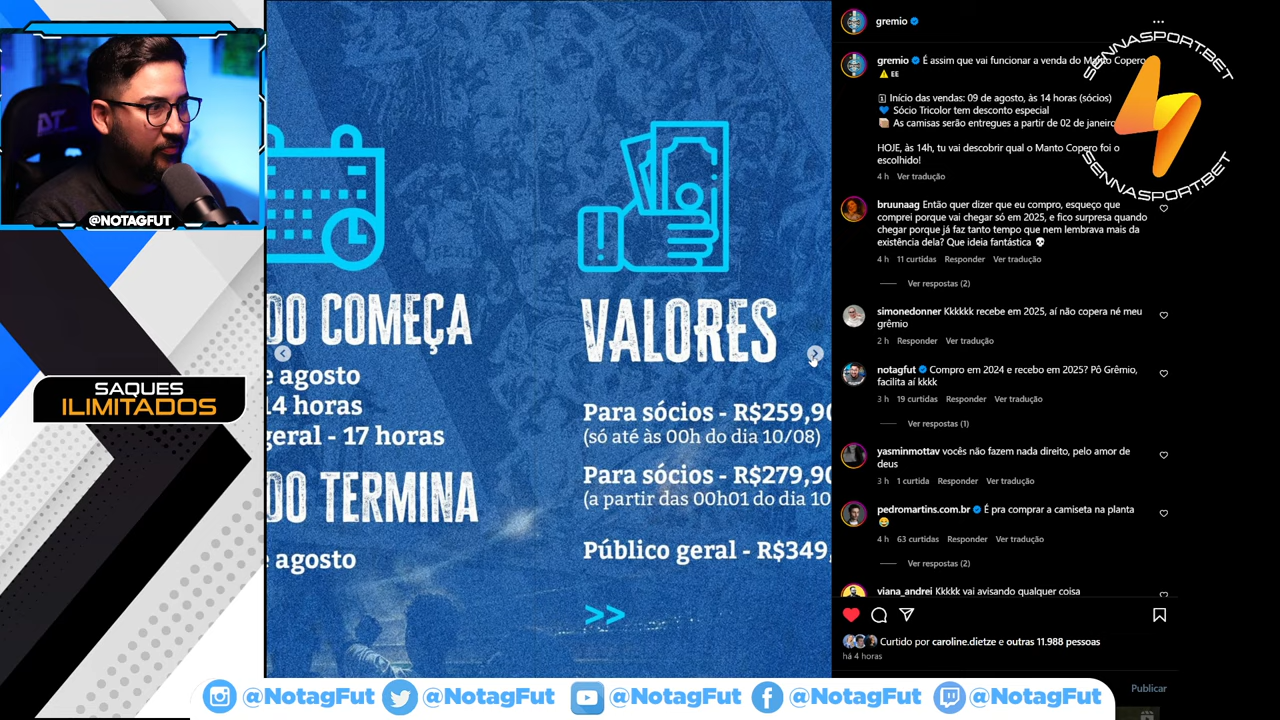 @NOTAGFUT
SAQUES
ILIMITADOS
DO COMEÇA
e agosto
14 horas
geral - 17 horas
DO TERMINA
e agosto
VALORES
Para sócios - R$259,90
(só até às 00h do dia 10/08)
Para sócios - R$279,90
(a partir das 00h01 do dia 10
Público geral - R$349,
>>
gremio
gremio É assim que vai funcionar a venda do Manto Copero
Início das vendas: 09 de agosto, às 14 horas (sócios)
Sócio Tricolor tem desconto especial
As camisas serão entregues a partir de 02 de janeiro
HOJE, às 14h, tu vai descobrir qual o Manto Copero foi o
escolhido!
4 h Ver tradução
bruunaag Então quer dizer que eu compro, esqueço que
comprei porque vai chegar só em 2025, e fico surpresa quando
chegar porque já faz tanto tempo que nem lembrava mais da
existência dela? Que ideia fantástica 💀
4 h 11 curtidas Responder Ver tradução
Ver respostas (2)
simonedonner Kkkkkk recebe em 2025, aí não copera né meu
grêmio
2 h Responder Ver tradução
notagfut Compro em 2024 e recebo em 2025? Pô Grêmio,
facilita aí kkkk
3 h 19 curtidas Responder Ver tradução
Ver respostas (1)
yasminmottav vocês não fazem nada direito, pelo amor de
deus
3 h 1 curtida Responder Ver tradução
pedromartins.com.br É pra comprar a camiseta na planta
😅
4 h 63 curtidas Responder Ver tradução
Ver respostas (2)
viana_andrei Kkkkk vai avisando qualquer coisa
Curtido por caroline.dietze e outras 11.988 pessoas
há 4 horas
Publicar
SENNASPORT.BET
SENNASPORT.BET
@NotagFut @NotagFut @NotagFut @NotagFut @NotagFut